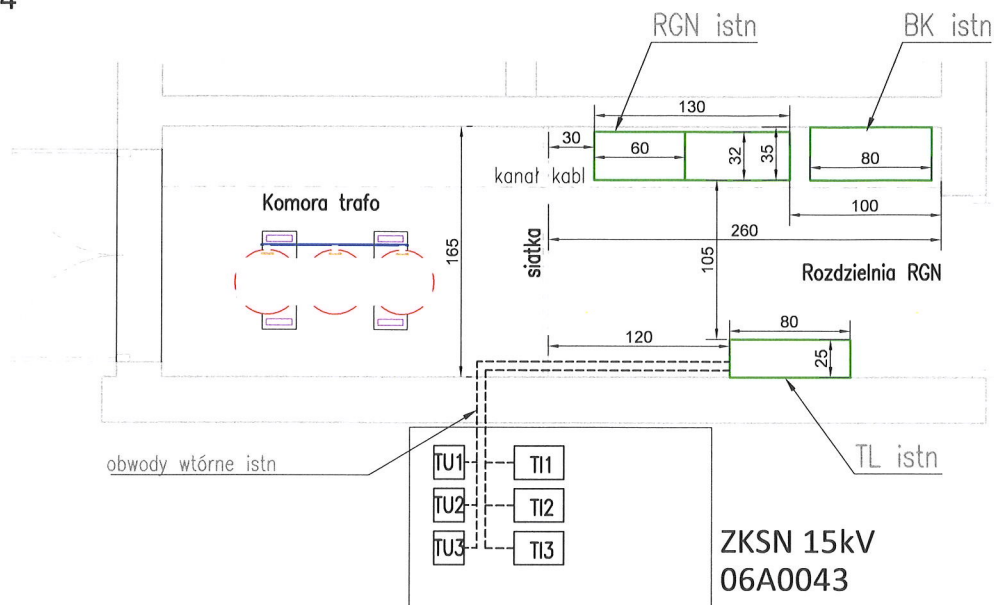 4
RGN istn
BK istn
130
30
60
32
35
80
kanał kabl
100
Komora trafo
260
165
siatka
105
Rozdzielnia RGN
80
120
25
obwody wtórne istn
TL istn
TU1
TI1
TU2
TI2
TU3
TI3
ZKSN 15kV
06A0043